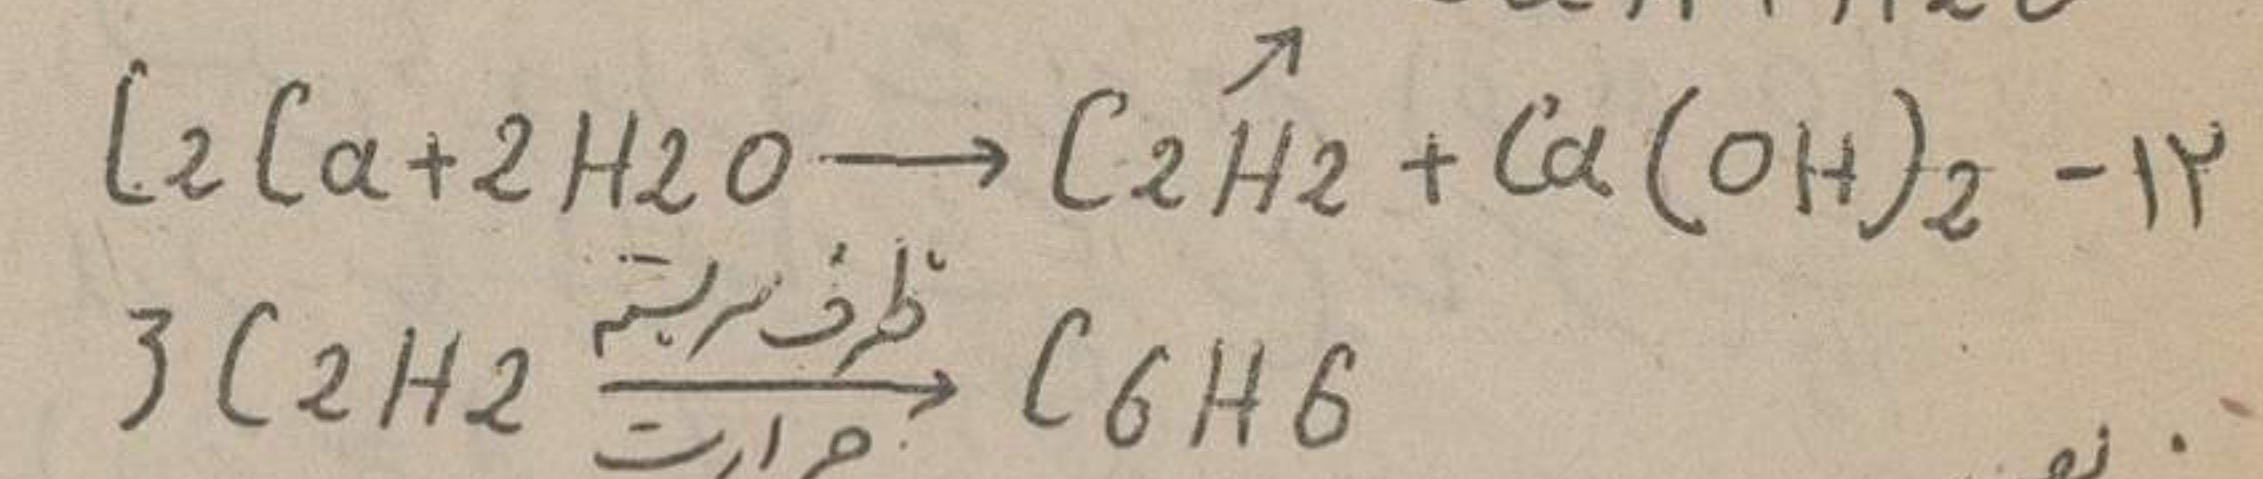 C2Ca+2H2O → C2H2↗ + Ca(OH)2 -۱۲
ظرف سربسته
3C2H2 → C6H6
حرارت